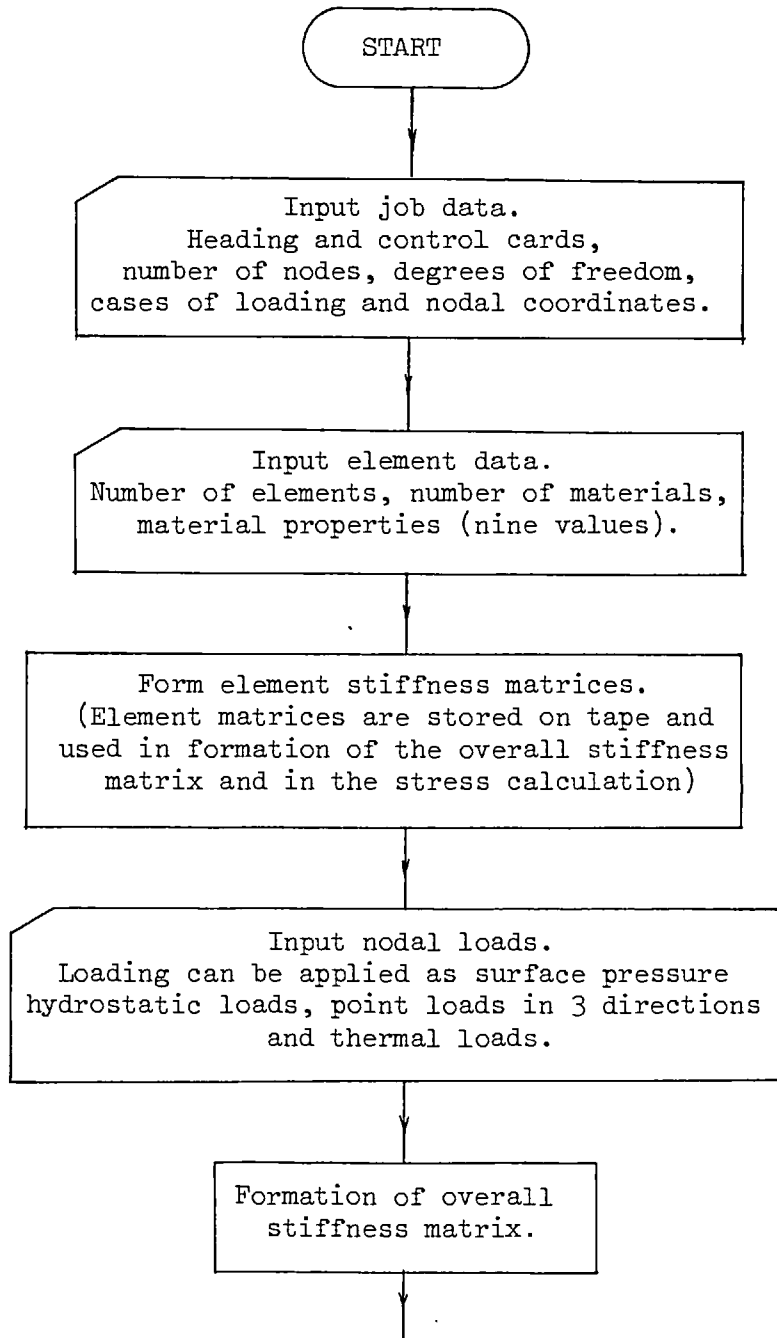 START
Input job data.
Heading and control cards,
number of nodes, degrees of freedom,
cases of loading and nodal coordinates.
Input element data.
Number of elements, number of materials,
material properties (nine values).
Form element stiffness matrices.
(Element matrices are stored on tape and
used in formation of the overall stiffness
matrix and in the stress calculation)
Input nodal loads.
Loading can be applied as surface pressure
hydrostatic loads, point loads in 3 directions
and thermal loads.
Formation of overall
stiffness matrix.